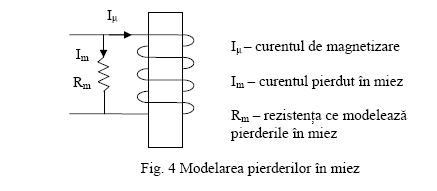 Iμ
Im
Rm
Iμ – curentul de magnetizare
Im – curentul pierdut în miez
Rm – rezistența ce modelează
pierderile în miez
Fig. 4 Modelarea pierderilor în miez